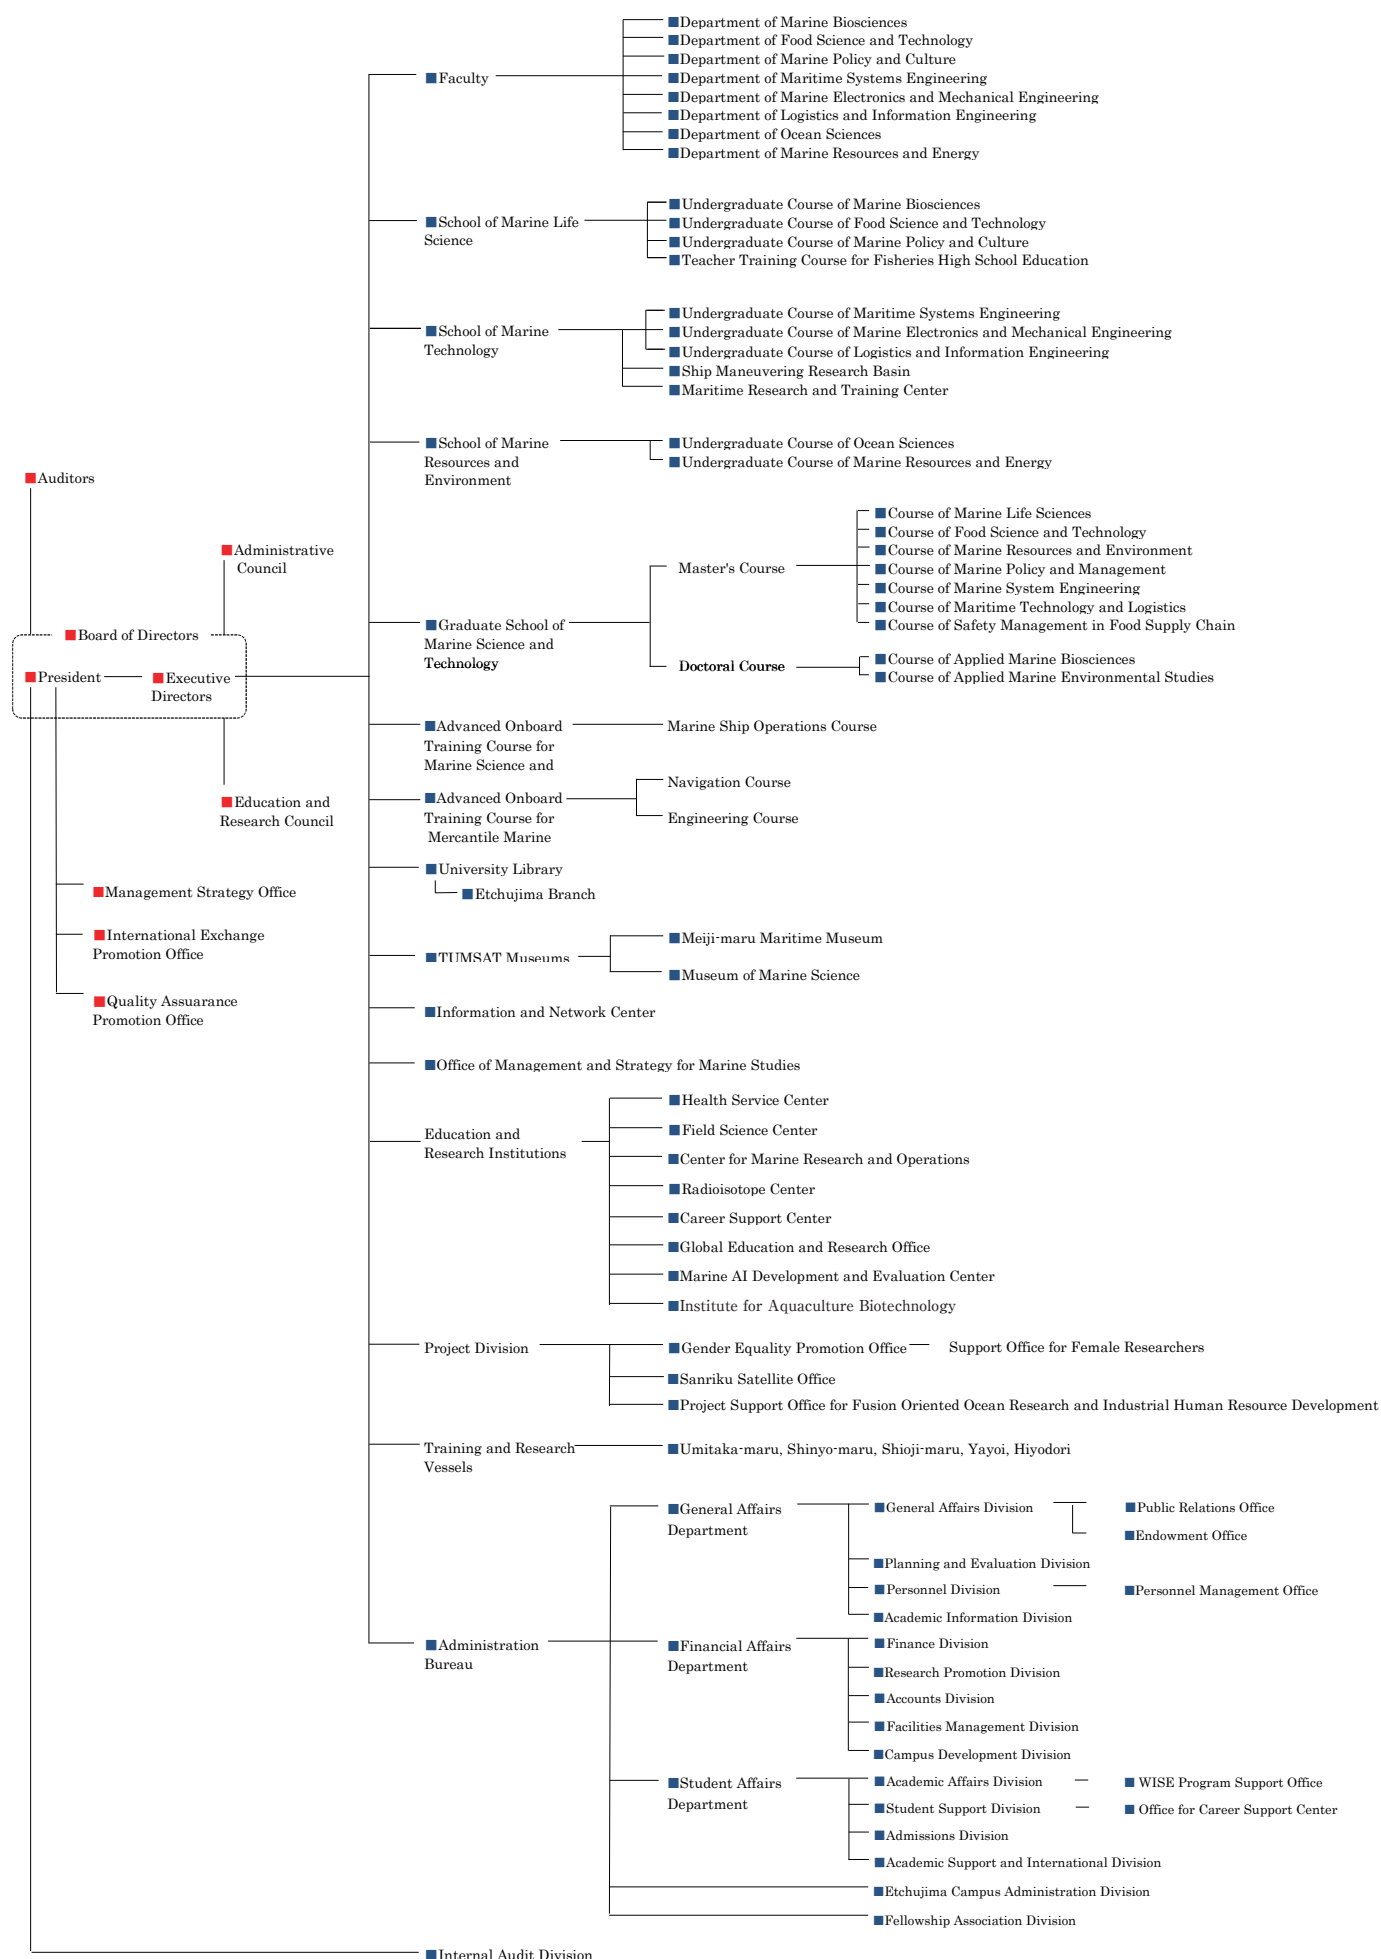 ■Auditors
■Administrative
Council
■Board of Directors
■President
■Executive
Directors
■Education and
Research Council
■Management Strategy Office
■International Exchange
Promotion Office
■Quality Assuarance
Promotion Office
■Faculty
■Department of Marine Biosciences
■Department of Food Science and Technology
■Department of Marine Policy and Culture
■Department of Maritime Systems Engineering
■Department of Marine Electronics and Mechanical Engineering
■Department of Logistics and Information Engineering
■Department of Ocean Sciences
■Department of Marine Resources and Energy
■School of Marine Life
Science
■Undergraduate Course of Marine Biosciences
■Undergraduate Course of Food Science and Technology
■Undergraduate Course of Marine Policy and Culture
■Teacher Training Course for Fisheries High School Education
■School of Marine
Technology
■Undergraduate Course of Maritime Systems Engineering
■Undergraduate Course of Marine Electronics and Mechanical Engineering
■Undergraduate Course of Logistics and Information Engineering
■Ship Maneuvering Research Basin
■Maritime Research and Training Center
■School of Marine
Resources and
Environment
■Undergraduate Course of Ocean Sciences
■Undergraduate Course of Marine Resources and Energy
■Graduate School of
Marine Science and
Technology
Master's Course
■Course of Marine Life Sciences
■Course of Food Science and Technology
■Course of Marine Resources and Environment
■Course of Marine Policy and Management
■Course of Marine System Engineering
■Course of Maritime Technology and Logistics
■Course of Safety Management in Food Supply Chain
Doctoral Course
■Course of Applied Marine Biosciences
■Course of Applied Marine Environmental Studies
■Advanced Onboard
Training Course for
Marine Science and
Marine Ship Operations Course
■Advanced Onboard
Training Course for
Mercantile Marine
Navigation Course
Engineering Course
■University Library
■Etchujima Branch
■TUMSAT Museums
■Meiji-maru Maritime Museum
■Museum of Marine Science
■Information and Network Center
■Office of Management and Strategy for Marine Studies
Education and
Research Institutions
■Health Service Center
■Field Science Center
■Center for Marine Research and Operations
■Radioisotope Center
■Career Support Center
■Global Education and Research Office
■Marine AI Development and Evaluation Center
■Institute for Aquaculture Biotechnology
Project Division
■Gender Equality Promotion Office
Support Office for Female Researchers
■Sanriku Satellite Office
■Project Support Office for Fusion Oriented Ocean Research and Industrial Human Resource Development
Training and Research
Vessels
■Umitaka-maru, Shinyo-maru, Shioji-maru, Yayoi, Hiyodori
■Administration
Bureau
■General Affairs
Department
■General Affairs Division
■Public Relations Office
■Endowment Office
■Planning and Evaluation Division
■Personnel Division
■Personnel Management Office
■Academic Information Division
■Financial Affairs
Department
■Finance Division
■Research Promotion Division
■Accounts Division
■Facilities Management Division
■Campus Development Division
■Student Affairs
Department
■Academic Affairs Division
■ WISE Program Support Office
■Student Support Division
■ Office for Career Support Center
■Admissions Division
■Academic Support and International Division
■Etchujima Campus Administration Division
■Fellowship Association Division
■Internal Audit Division